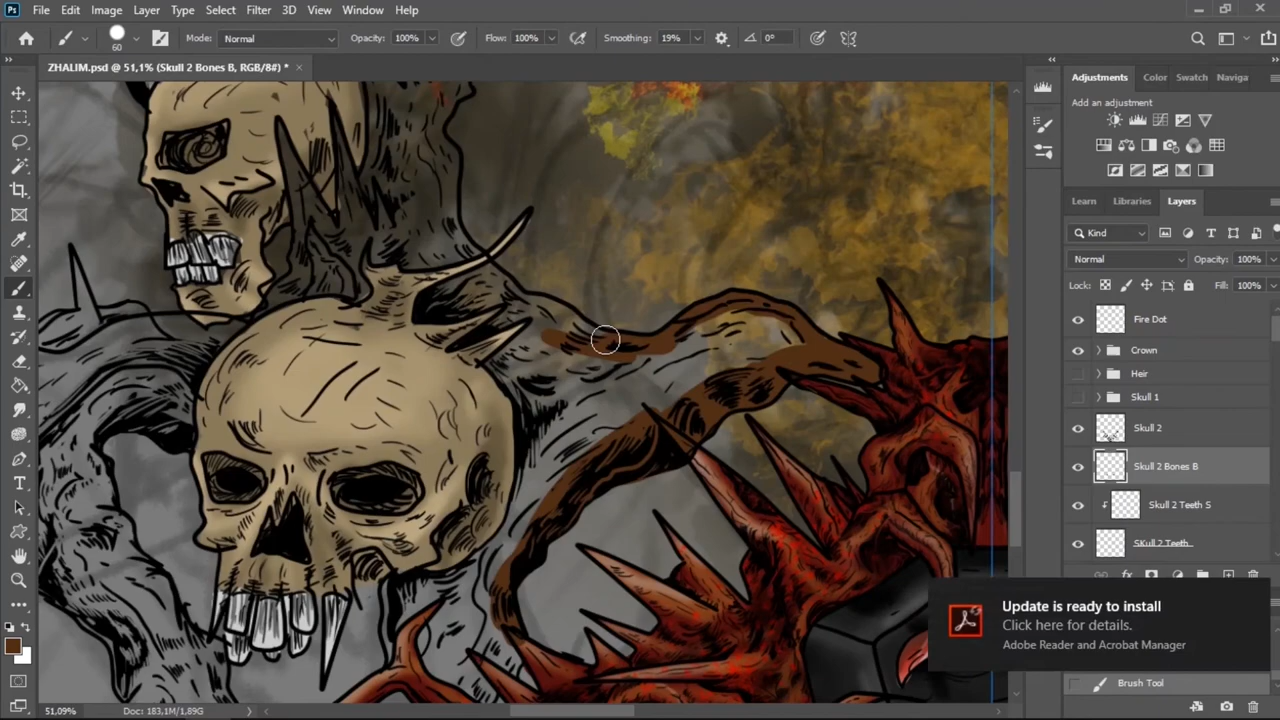 Ps File Edit Image Layer Type Select Filter 3D View Window Help
60 Mode: Normal Opacity: 100% Flow: 100% Smoothing: 19% 0°
ZHALIM.psd @ 51,1% (Skull 2 Bones B, RGB/8#) *
Adjustments Color Swatch Naviga
Add an adjustment
Learn Libraries Layers
Kind
Normal Opacity: 100%
Lock: Fill: 100%
Fire Dot
Crown
Heir
Skull 1
Skull 2
Skull 2 Bones B
Skull 2 Teeth S
SKull 2 Teeth
Update is ready to install
Click here for details.
Adobe Reader and Acrobat Manager
Brush Tool
51,09% Doc: 183,1M/1,89G